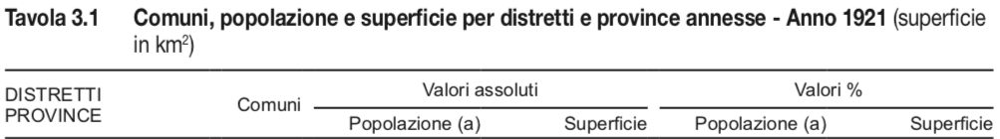 Tavola 3.1 Comuni, popolazione e superficie per distretti e province annesse - Anno 1921 (superficie
in km²)
DISTRETTI
PROVINCE
Comuni
Valori assoluti
Valori %
Popolazione (a) Superficie Popolazione (a) Superficie